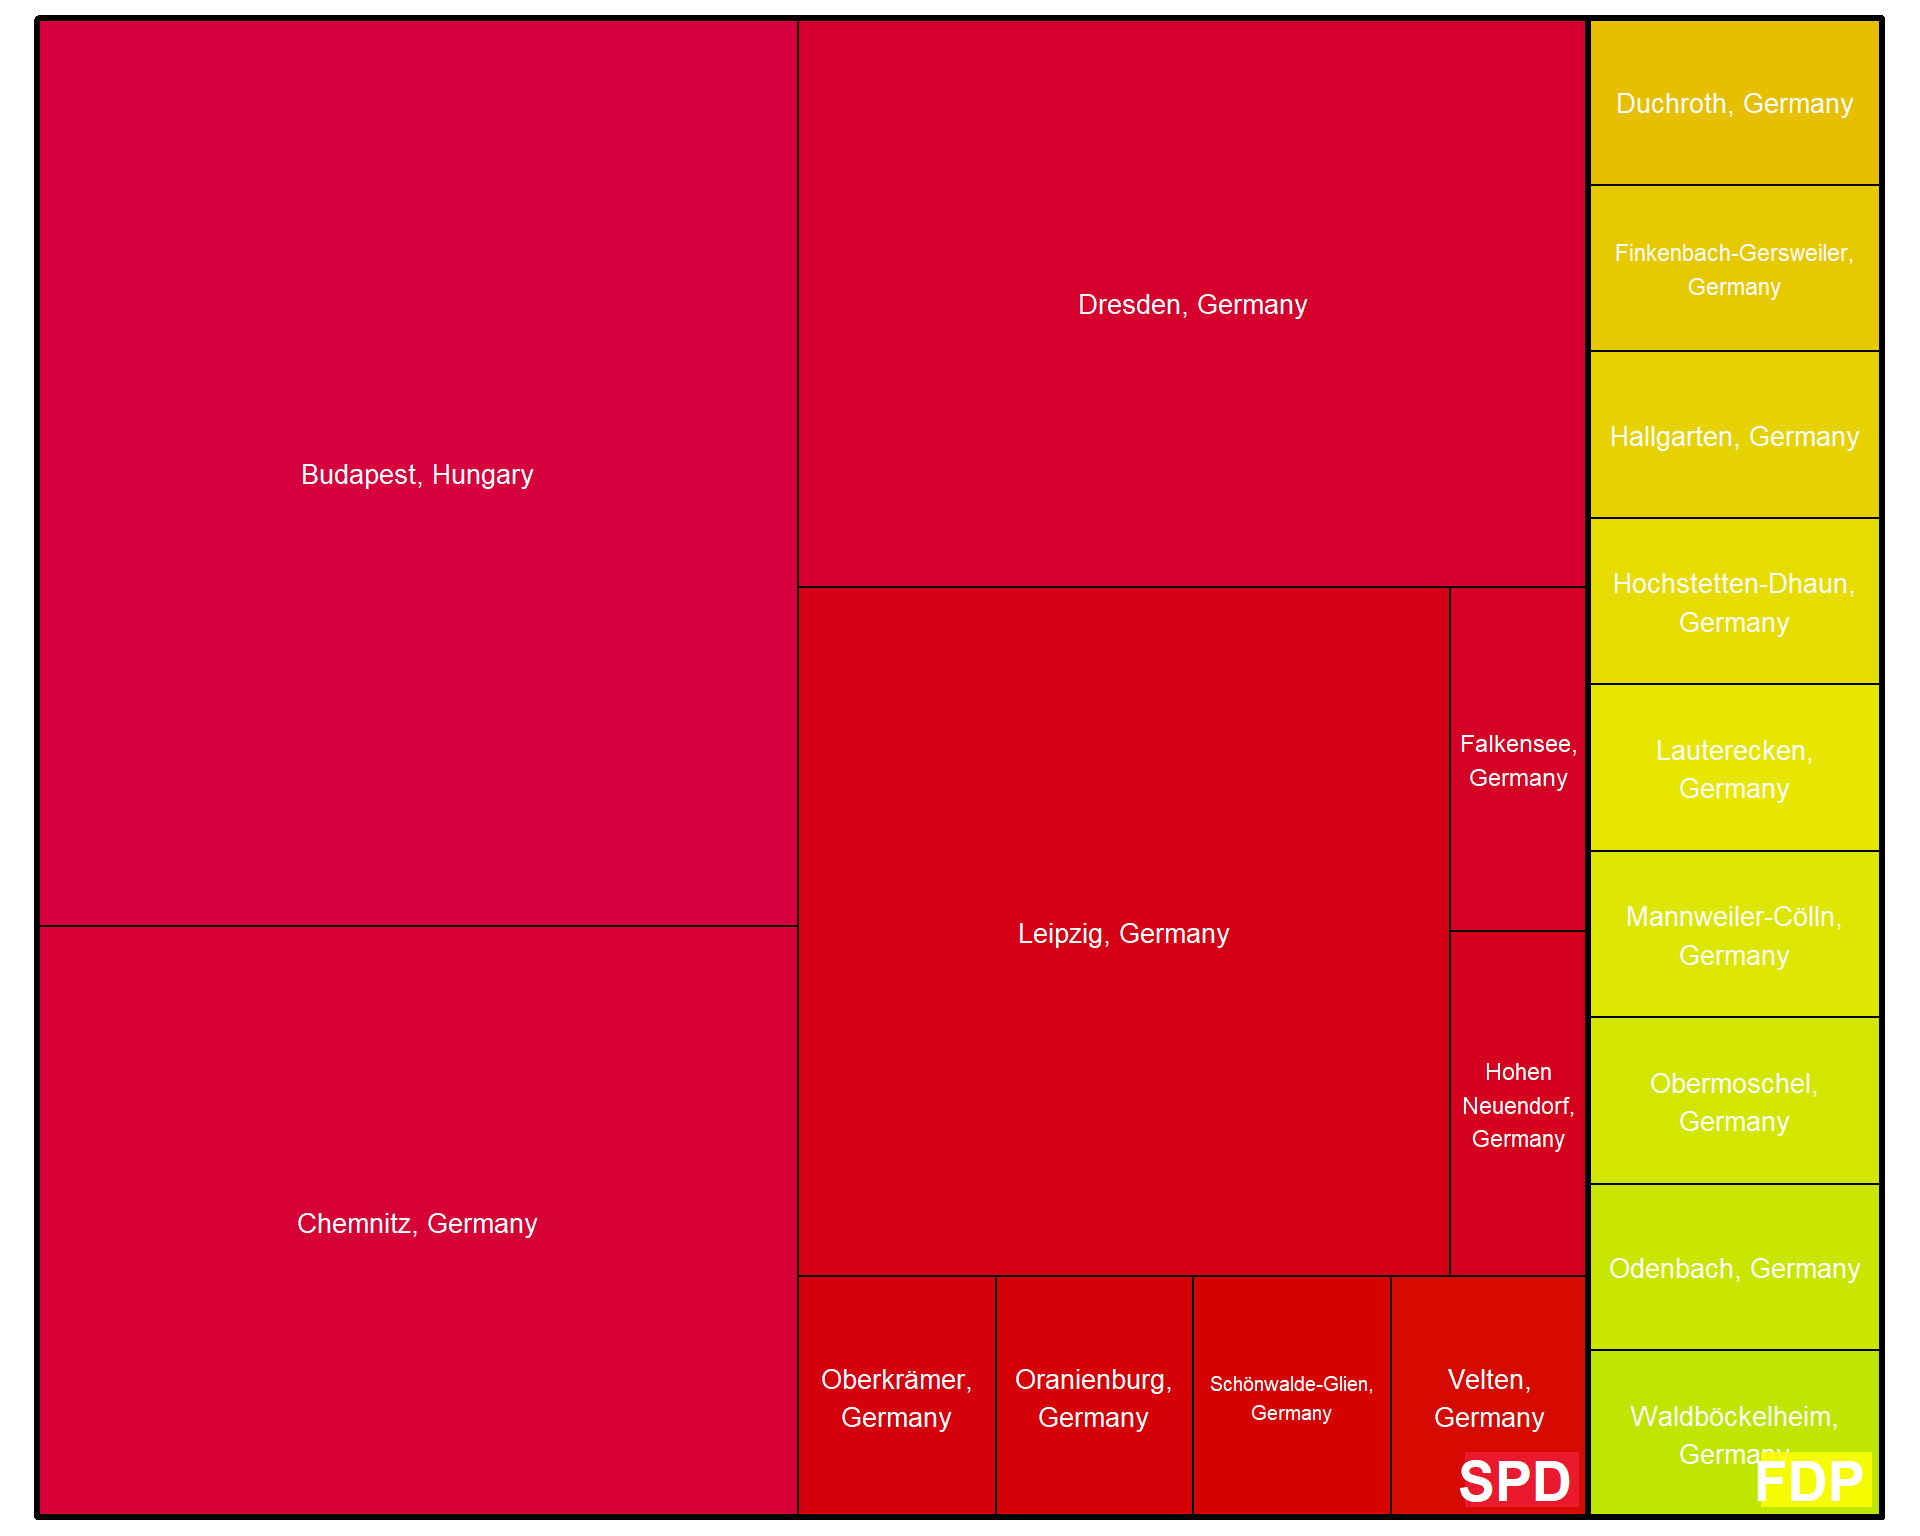 Budapest, Hungary
Chemnitz, Germany
Dresden, Germany
Leipzig, Germany
Falkensee,
Germany
Hohen
Neuendorf,
Germany
Oberkrämer,
Germany
Oranienburg,
Germany
Schönwalde-Glien,
Germany
Velten,
Germany
SPD
Duchroth, Germany
Finkenbach-Gersweiler,
Germany
Hallgarten, Germany
Hochstetten-Dhaun,
Germany
Lauterecken,
Germany
Mannweiler-Cölln,
Germany
Obermoschel,
Germany
Odenbach, Germany
Waldböckelheim,
Germany
FDP